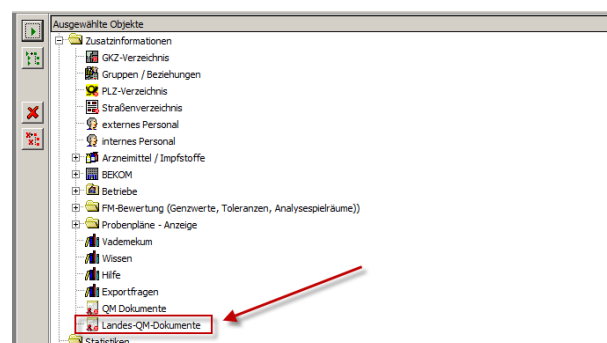 Ausgewählte Objekte
Zusatzinformationen
GKZ-Verzeichnis
Gruppen / Beziehungen
PLZ-Verzeichnis
Straßenverzeichnis
externes Personal
internes Personal
Arzneimittel / Impfstoffe
BEKOM
Betriebe
FM-Bewertung (Genzwerte, Toleranzen, Analysespielräume))
Probenpläne - Anzeige
Vademekum
Wissen
Hilfe
Exportfragen
QM Dokumente
Landes-QM-Dokumente
Statistiken